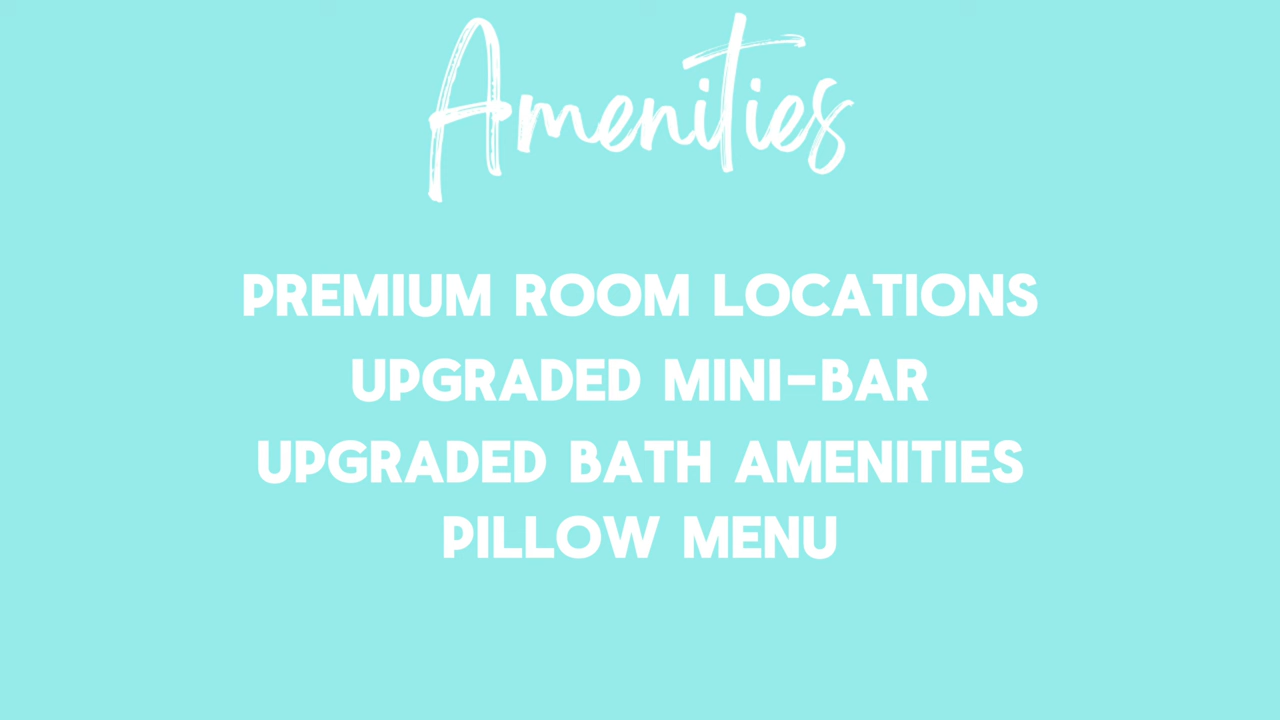 Amenities
PREMIUM ROOM LOCATIONS
UPGRADED MINI-BAR
UPGRADED BATH AMENITIES
PILLOW MENU